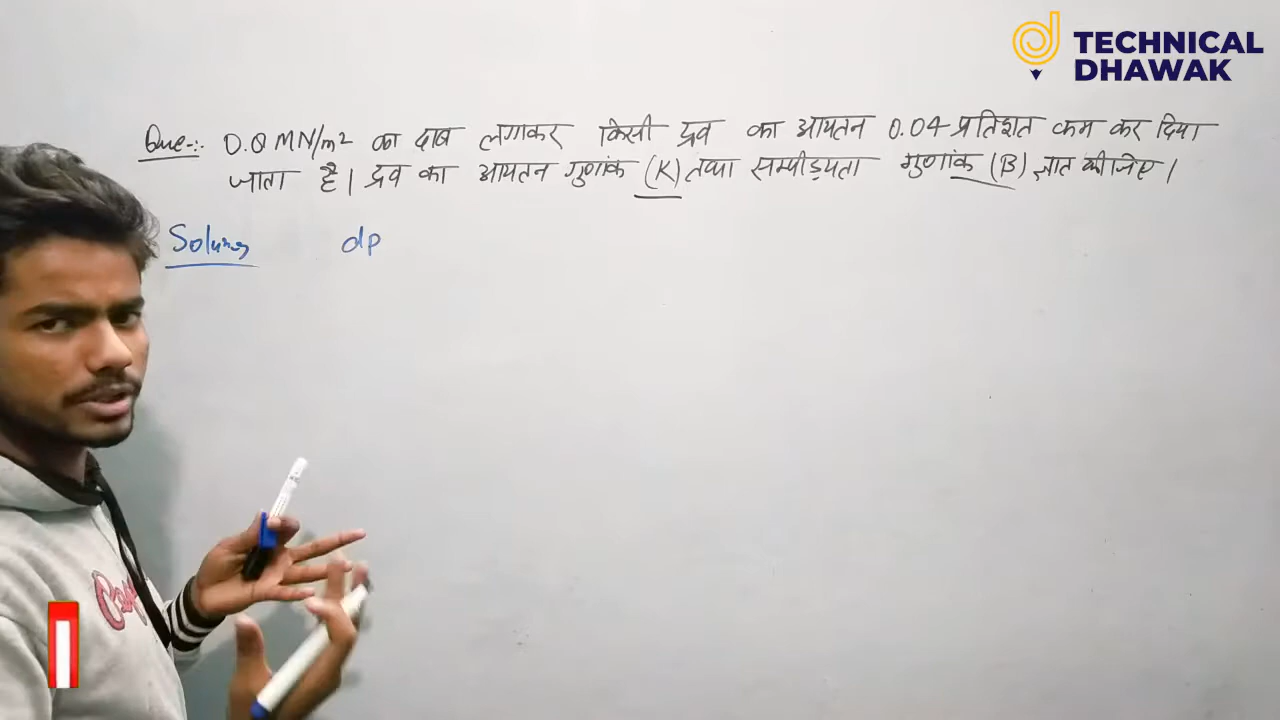 TECHNICAL
DHAWAK
Que-: 0.8 MN/m² का दाब लगाकर किसी द्रव का आयतन 0.04 प्रतिशत कम कर दिया
जाता है। द्रव का आयतन गुणांक (K) तथा सम्पीड़यता गुणांक (B) ज्ञात कीजिए।
dp